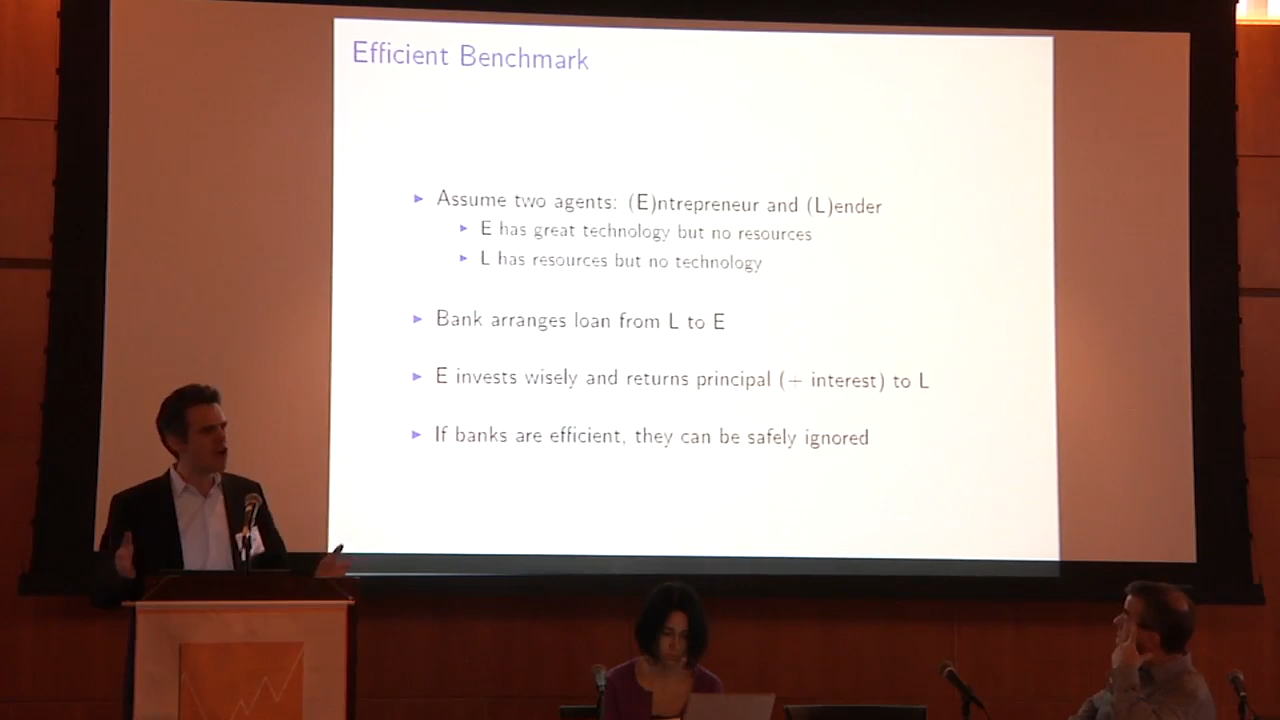 Efficient Benchmark
Assume two agents: (E)ntrepreneur and (L)ender
E has great technology but no resources
L has resources but no technology
Bank arranges loan from L to E
E invests wisely and returns principal (+ interest) to L
If banks are efficient, they can be safely ignored